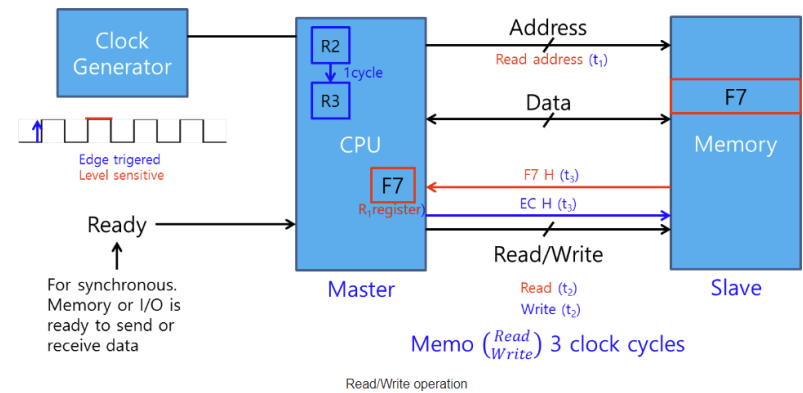 Clock
Generator
Edge trigered
Level sensitive
Ready
For synchronous.
Memory or I/O is
ready to send or
receive data
R2
1cycle
R3
CPU
F7
R₁register)
Master
Address
Read address (t₁)
Data
F7 H (t₃)
EC H (t₃)
Read/Write
Read (t₂)
Write (t₂)
F7
Memory
Slave
Memo (Read Write) 3 clock cycles
Read/Write operation